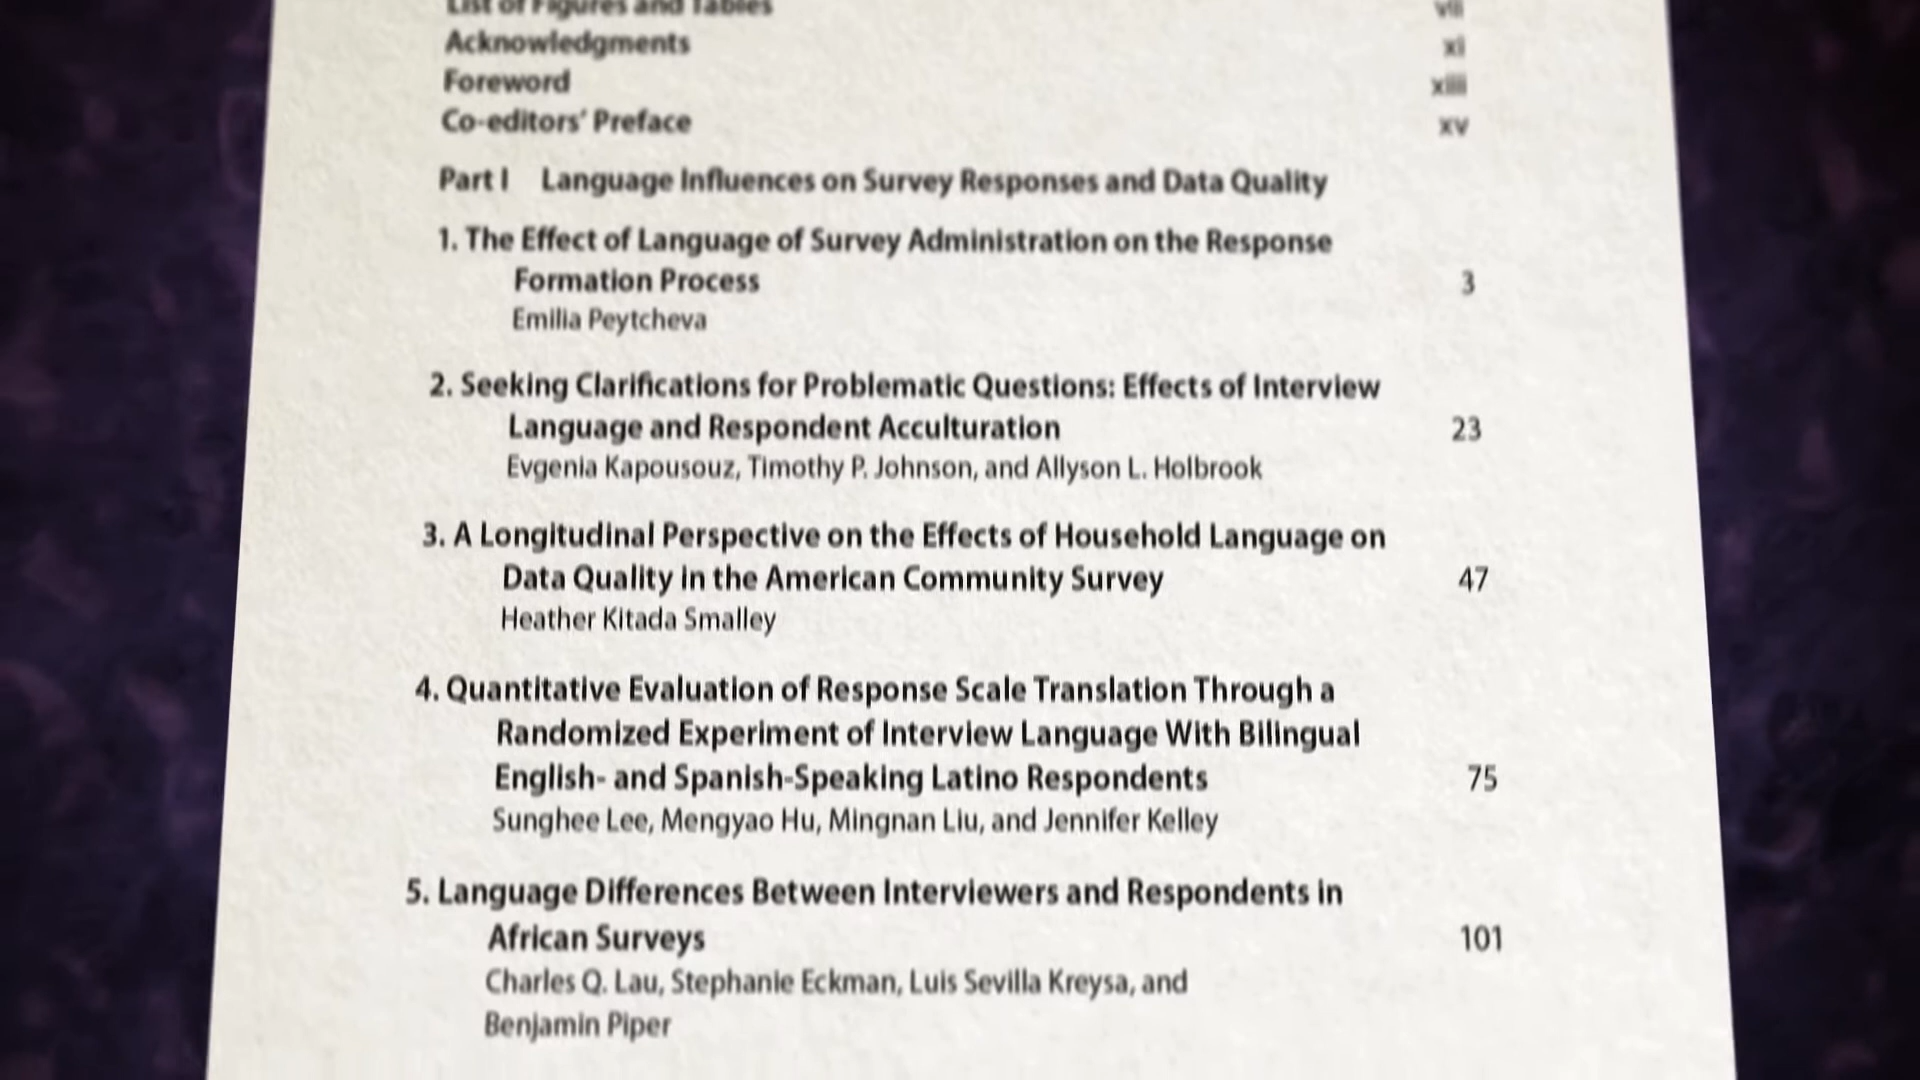 List of Figures and Tables viii
Acknowledgments xi
Foreword xiii
Co-editors' Preface xv
Part I Language Influences on Survey Responses and Data Quality
1. The Effect of Language of Survey Administration on the Response
Formation Process 3
Emilia Peytcheva
2. Seeking Clarifications for Problematic Questions: Effects of Interview
Language and Respondent Acculturation 23
Evgenia Kapousouz, Timothy P. Johnson, and Allyson L. Holbrook
3. A Longitudinal Perspective on the Effects of Household Language on
Data Quality in the American Community Survey 47
Heather Kitada Smalley
4. Quantitative Evaluation of Response Scale Translation Through a
Randomized Experiment of Interview Language With Bilingual
English- and Spanish-Speaking Latino Respondents 75
Sunghee Lee, Mengyao Hu, Mingnan Liu, and Jennifer Kelley
5. Language Differences Between Interviewers and Respondents in
African Surveys 101
Charles Q. Lau, Stephanie Eckman, Luis Sevilla Kreysa, and
Benjamin Piper